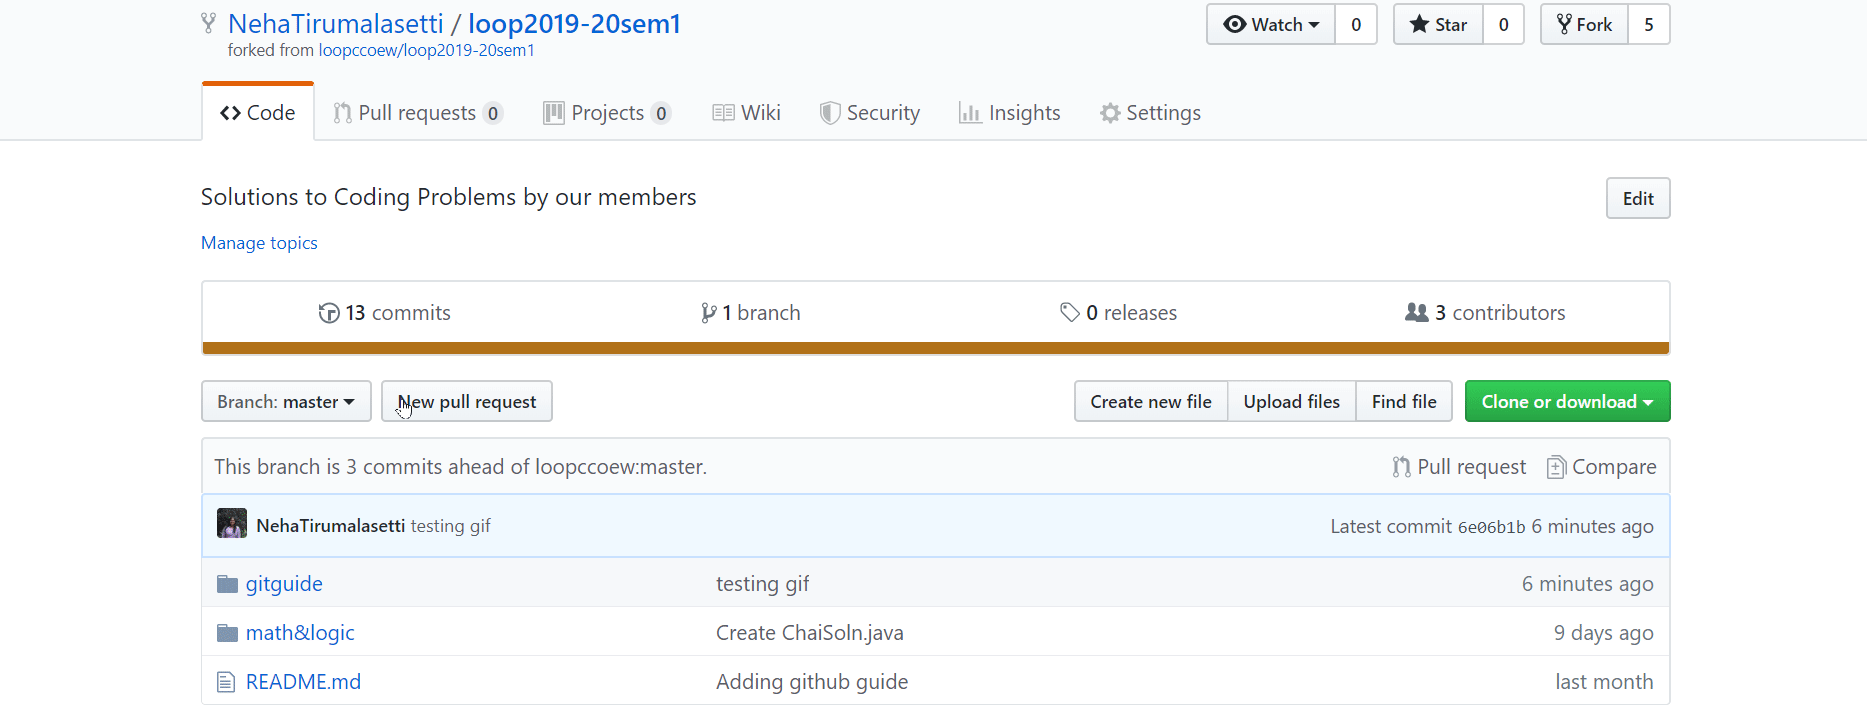 NehaTirumalasetti / loop2019-20sem1
Watch 0 Star 0 Fork 5
forked from loopccoew/loop2019-20sem1
Code Pull requests 0 Projects 0 Wiki Security Insights Settings
Solutions to Coding Problems by our members
Edit
Manage topics
13 commits 1 branch 0 releases 3 contributors
Branch: master New pull request Create new file Upload files Find file Clone or download
This branch is 3 commits ahead of loopccoew:master. Pull request Compare
NehaTirumalasetti testing gif Latest commit 6e06b1b 6 minutes ago
gitguide testing gif 6 minutes ago
math&logic Create ChaiSoln.java 9 days ago
README.md Adding github guide last month